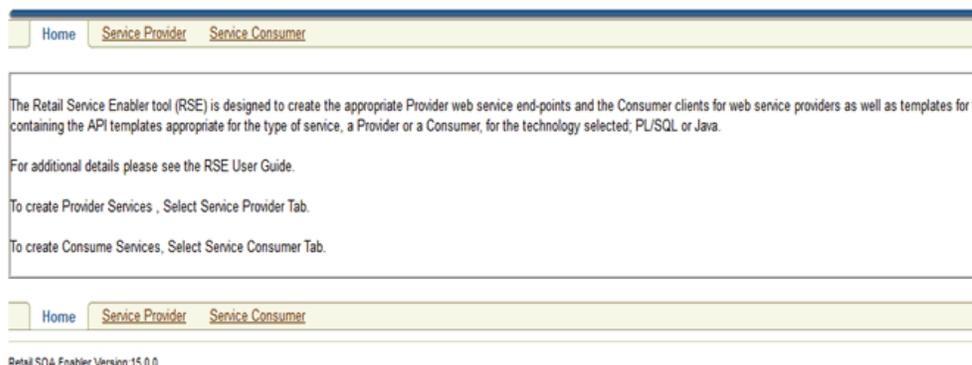 Home Service Provider Service Consumer
The Retail Service Enabler tool (RSE) is designed to create the appropriate Provider web service end-points and the Consumer clients for web service providers as well as templates for
containing the API templates appropriate for the type of service, a Provider or a Consumer, for the technology selected; PL/SQL or Java.
For additional details please see the RSE User Guide.
To create Provider Services , Select Service Provider Tab.
To create Consume Services, Select Service Consumer Tab.
Home Service Provider Service Consumer
Retail SOA Enabler Version:15.0.0